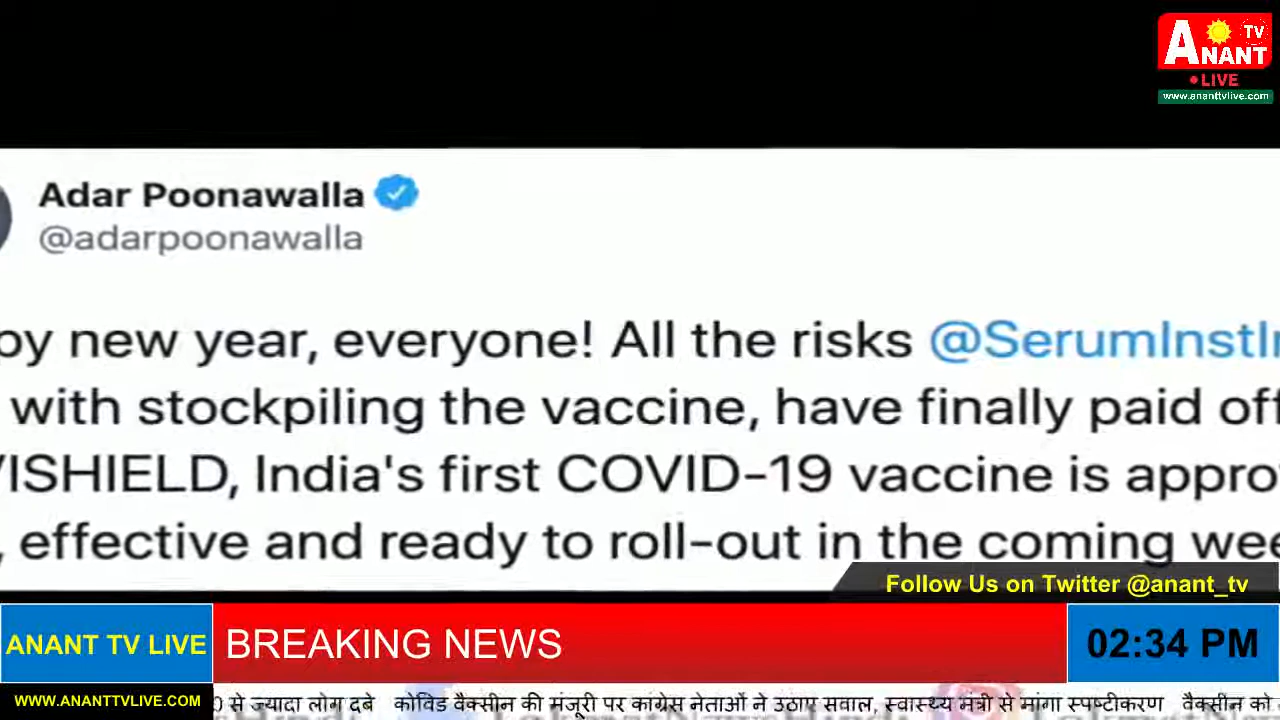 ANANT TV
LIVE
www.ananttvlive.com
Adar Poonawalla
@adarpoonawalla
py new year, everyone! All the risks @SerumInstIn
with stockpiling the vaccine, have finally paid off
VISHIELD, India's first COVID-19 vaccine is appro
, effective and ready to roll-out in the coming wee
Follow Us on Twitter @anant_tv
ANANT TV LIVE BREAKING NEWS 02:34 PM
WWW.ANANTTVLIVE.COM 0 से ज्यादा लोग दबे कोविड वैक्सीन की मंजूरी पर कांग्रेस नेताओं ने उठाए सवाल, स्वास्थ्य मंत्री से मांगा स्पष्टीकरण वैक्सीन को